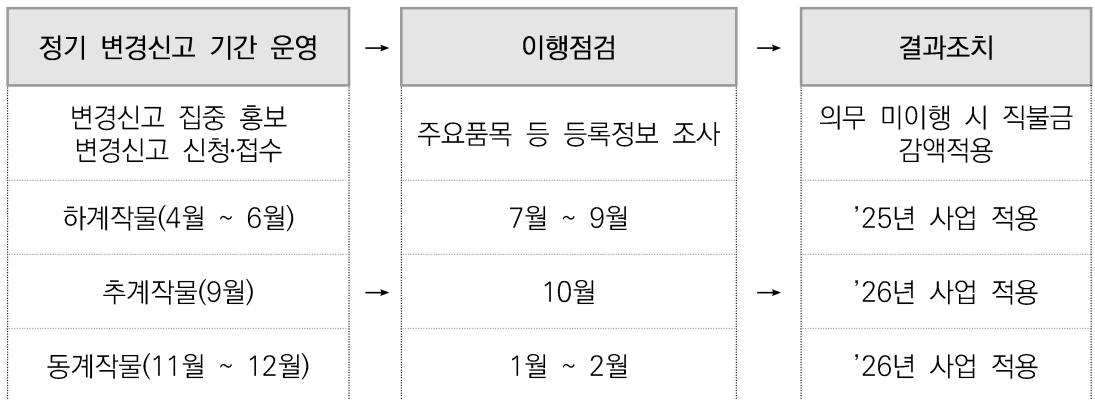 정기 변경신고 기간 운영 → 이행점검 → 결과조치
변경신고 집중 홍보
변경신고 신청·접수
주요품목 등 등록정보 조사
의무 미이행 시 직불금
감액적용
하계작물(4월 ~ 6월) 7월 ~ 9월 ’25년 사업 적용
추계작물(9월) → 10월 → ’26년 사업 적용
동계작물(11월 ~ 12월) 1월 ~ 2월 ’26년 사업 적용